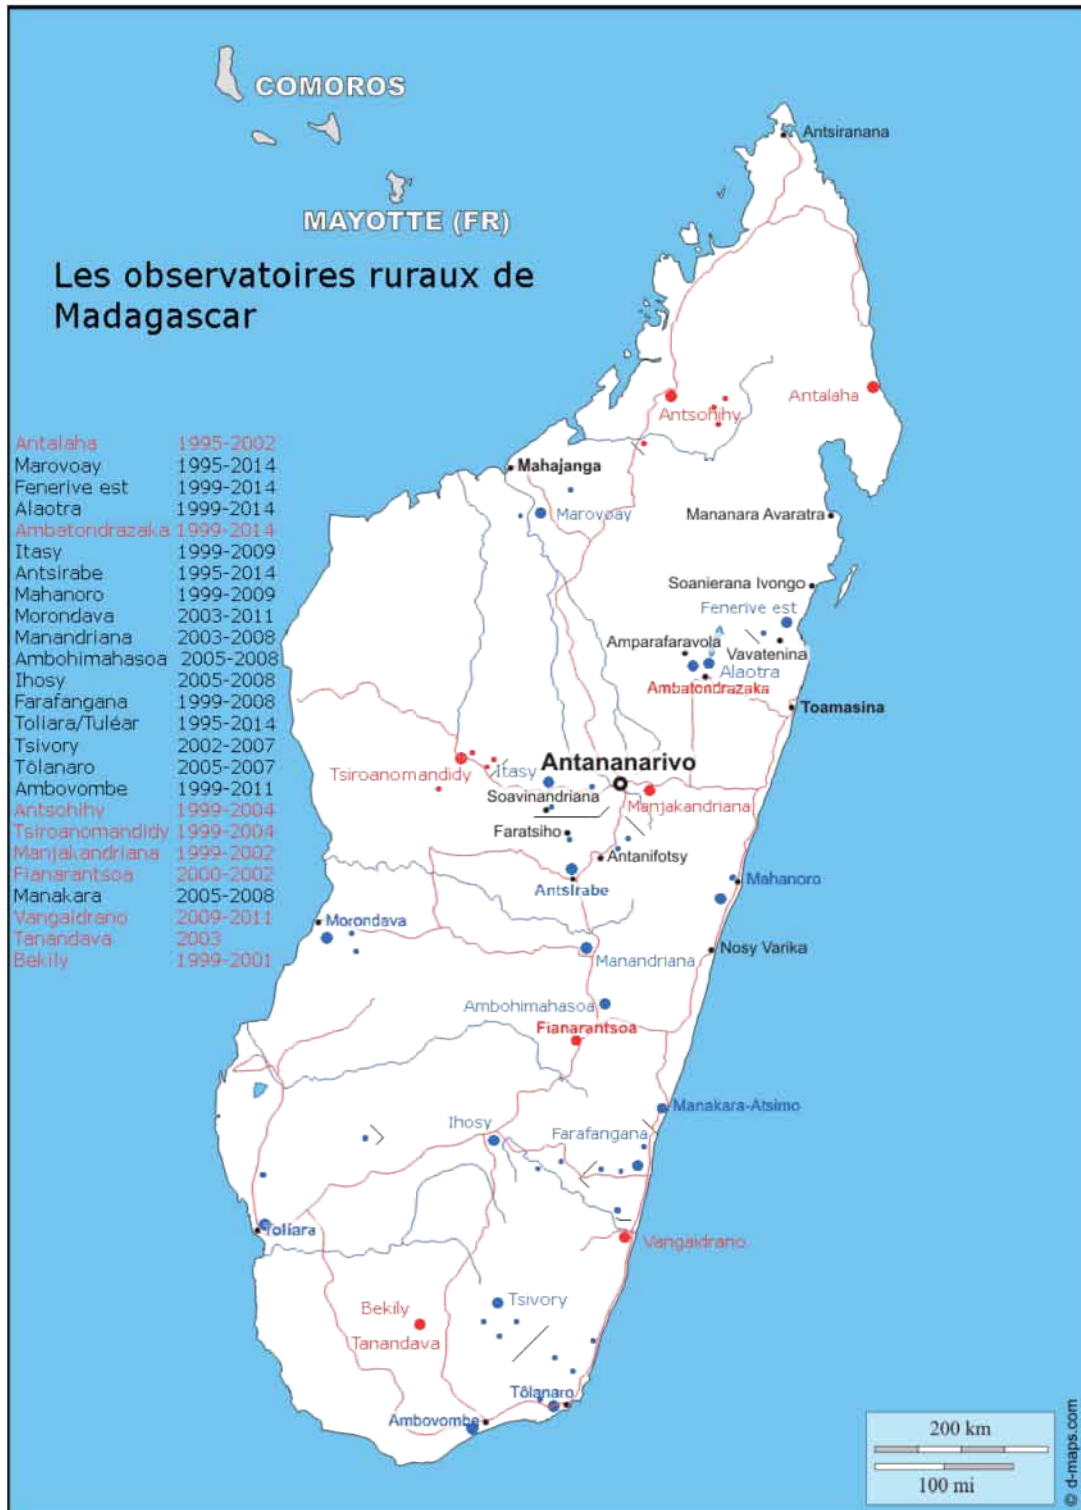 COMOROS
MAYOTTE (FR)
Les observatoires ruraux de
Madagascar
Antalaha 1995-2002
Marovoay 1995-2014
Fenerive est 1999-2014
Alaotra 1999-2014
Ambatondrazaka 1999-2014
Itasy 1999-2009
Antsirabe 1995-2014
Mahanoro 1999-2009
Morondava 2003-2011
Manandriana 2003-2008
Ambohimahasoa 2005-2008
Ihosy 2005-2008
Farafangana 1999-2008
Toliara/Tuléar 1995-2014
Tsivory 2002-2007
Tôlanaro 2005-2007
Ambovombe 1999-2011
Antsohihy 1999-2004
Tsiroanomandidy 1999-2004
Manjakandriana 1999-2002
Fianarantsoa 2000-2002
Manakara 2005-2008
Vangaidrano 2009-2011
Tanandava 2003
Bekily 1999-2001
Antsiranana
Antalaha
Antsohihy
Mahajanga
Marovoay
Mananara Avaratra
Soanierana Ivongo
Fenerive est
Amparafaravola
Vavatenina
Alaotra
Ambatondrazaka
Toamasina
Antananarivo
Tsiroanomandidy
Itasy
Soavinandriana
Manjakandriana
Faratsiho
Antanifotsy
Antsirabe
Mahanoro
Morondava
Nosy Varika
Manandriana
Ambohimahasoa
Fianarantsoa
Manakara-Atsimo
Ihosy
Farafangana
Toliara
Vangaidrano
Tsivory
Bekily
Tanandava
Tôlanaro
Ambovombe
200 km
100 mi
© d-maps.com